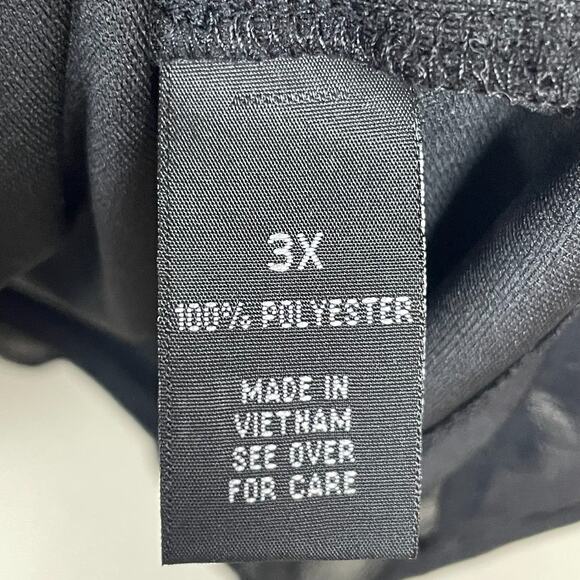 3X
100% POLYESTER
MADE IN
VIETNAM
SEE OVER
FOR CARE